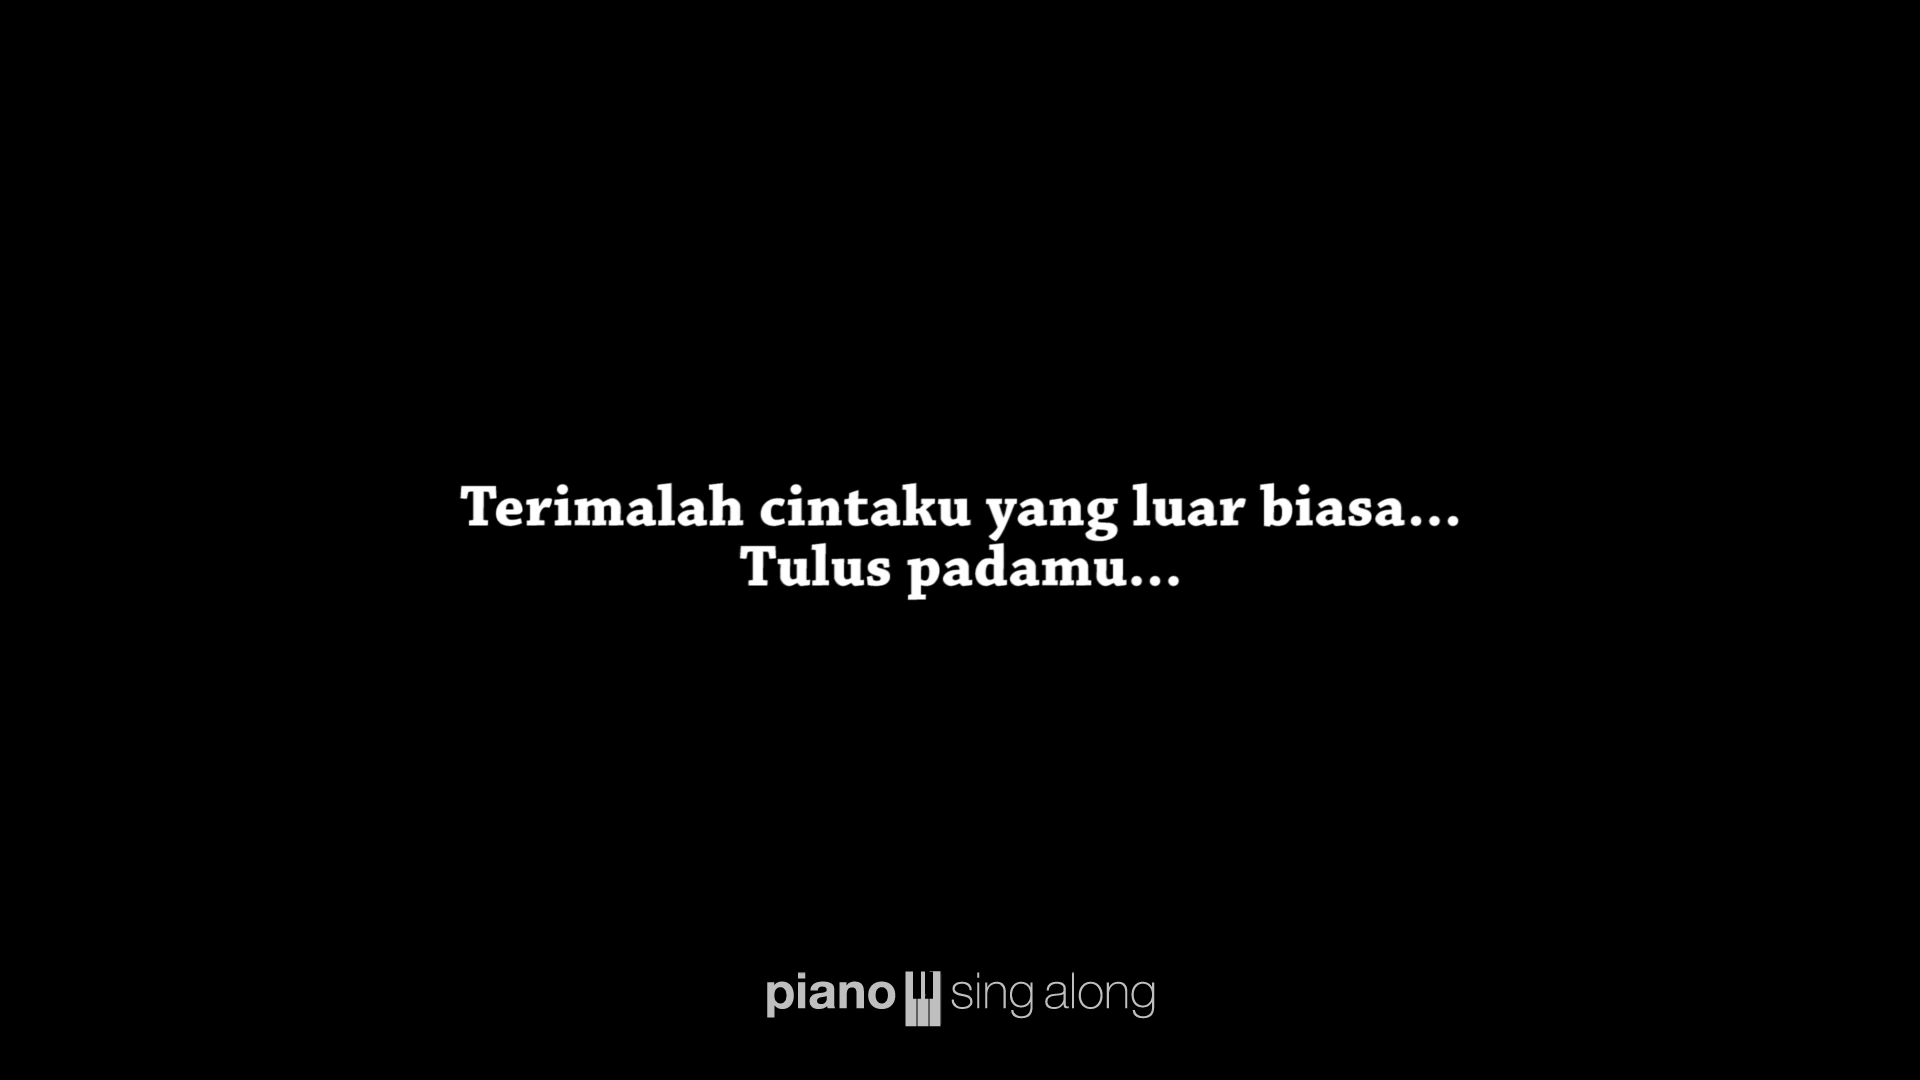 Terimalah cintaku yang luar biasa...
Tulus padamu...
piano sing along